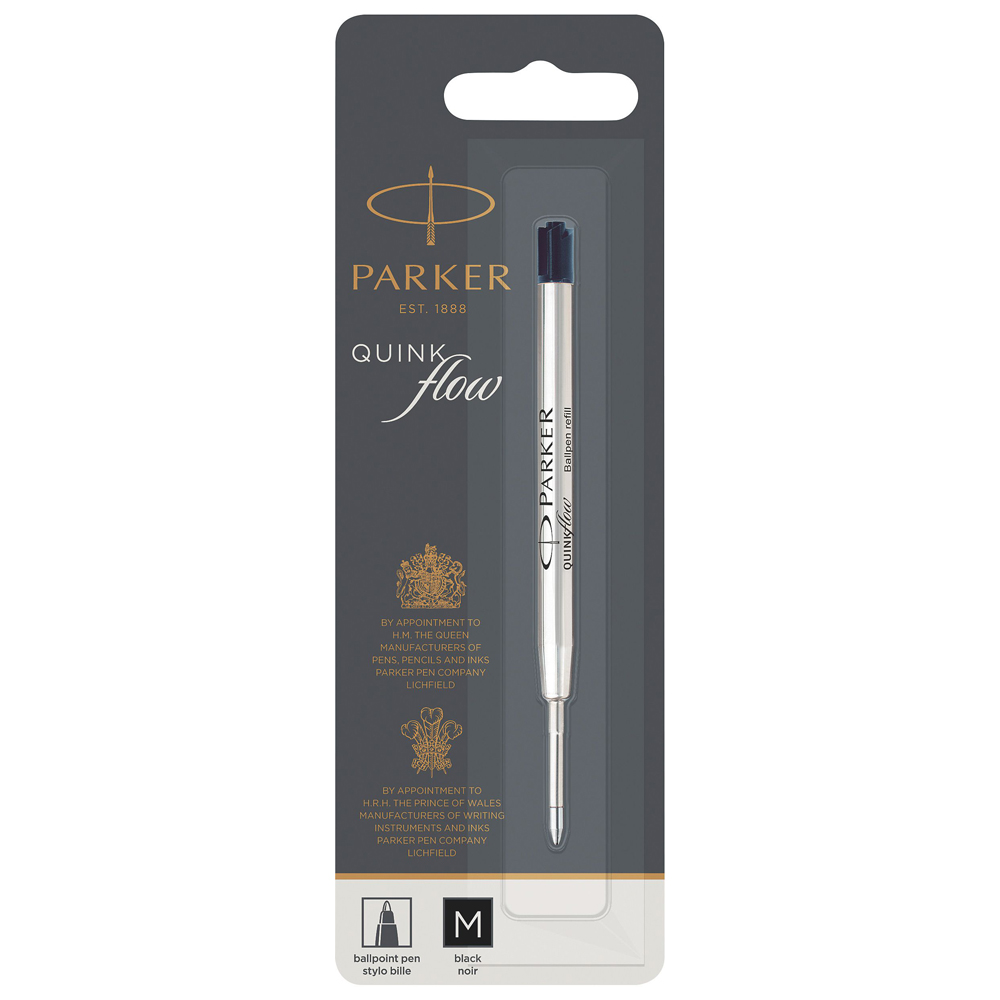 PARKER
EST. 1888
QUINK
flow
PARKER
Ballpen refill
QUINKflow
BY APPOINTMENT TO
H.M. THE QUEEN
MANUFACTURERS OF
PENS, PENCILS AND INKS
PARKER PEN COMPANY
LICHFIELD
BY APPOINTMENT TO
H.R.H. THE PRINCE OF WALES
MANUFACTURERS OF WRITING
INSTRUMENTS AND INKS
PARKER PEN COMPANY
LICHFIELD
ballpoint pen
stylo bille
M
black
noir